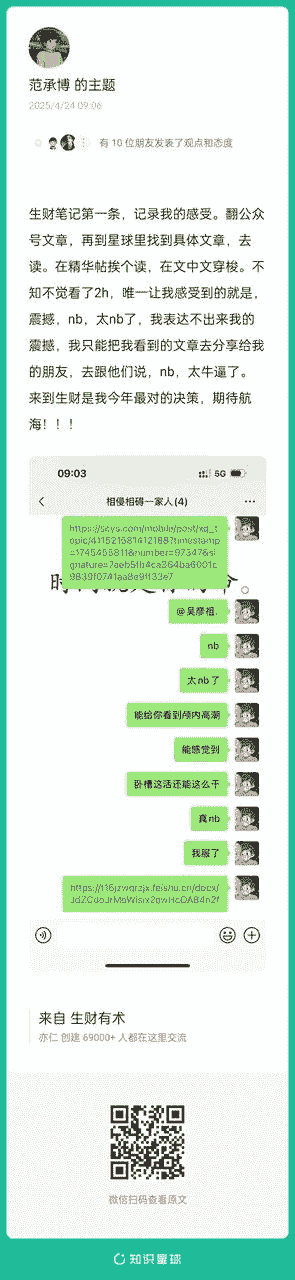 范承博 的主题
2025/4/24 09:06
有 10 位朋友发表了观点和态度
生财笔记第一条，记录我的感受。翻公众
号文章，再到星球里找到具体文章，去
读。在精华帖挨个读，在文中文穿梭。不
知不觉看了2h，唯一让我感受到的就是，
震撼，nb，太nb了，我表达不出来我的
震撼，我只能把我看到的文章去分享给我
的朋友，去跟他们说，nb，太牛逼了。
来到生财是我今年最对的决策，期待航
海！！！
09:03
5G
相侵相碍一家人(4)
@吴彦祖.
nb
太nb了
能给你看到颅内高潮
能感觉到
卧槽这活还能这么干
真nb
我服了
来自 生财有术
亦仁 创建 69000+ 人都在这里交流
微信扫码查看原文
知识星球